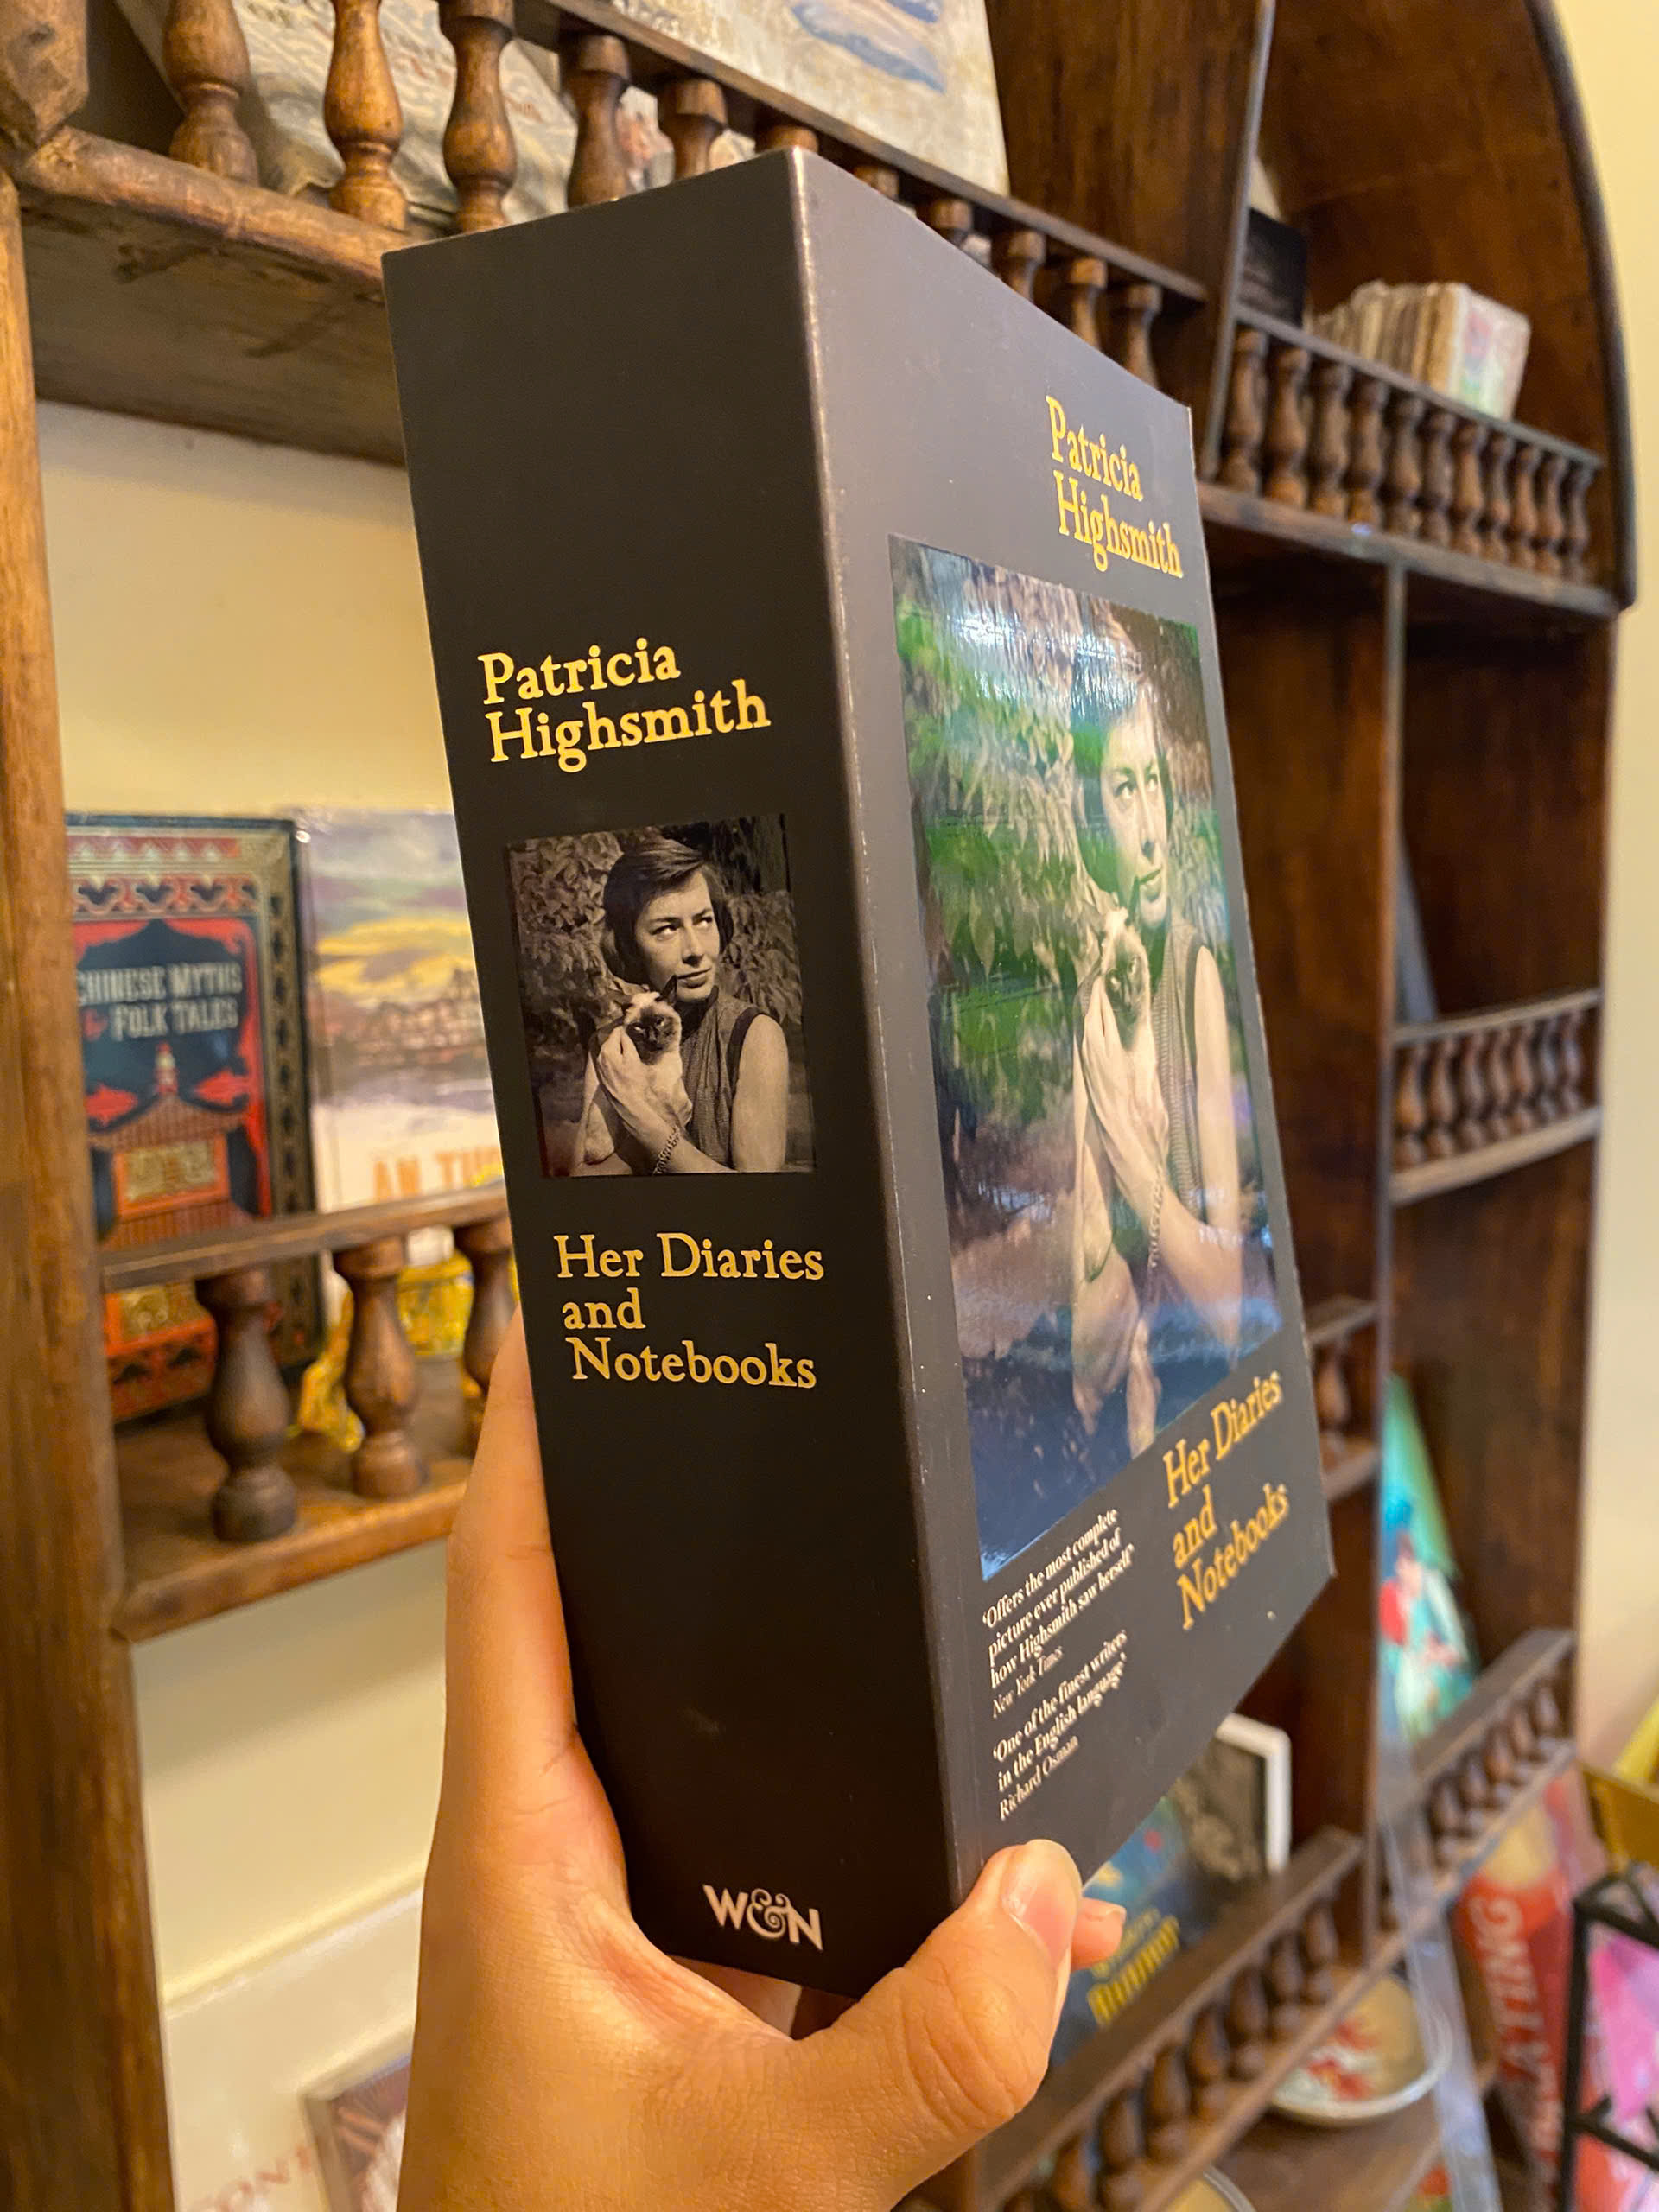 Patricia
Highsmith
Her Diaries
and
Notebooks
W&N
Patricia
Highsmith
Her Diaries
and
Notebooks
'Offers the most complete
picture ever published of
how Highsmith saw herself'
New York Times
'One of the finest writers
in the English language'
Richard Osman
CHINESE MYTHS
& FOLK TALES